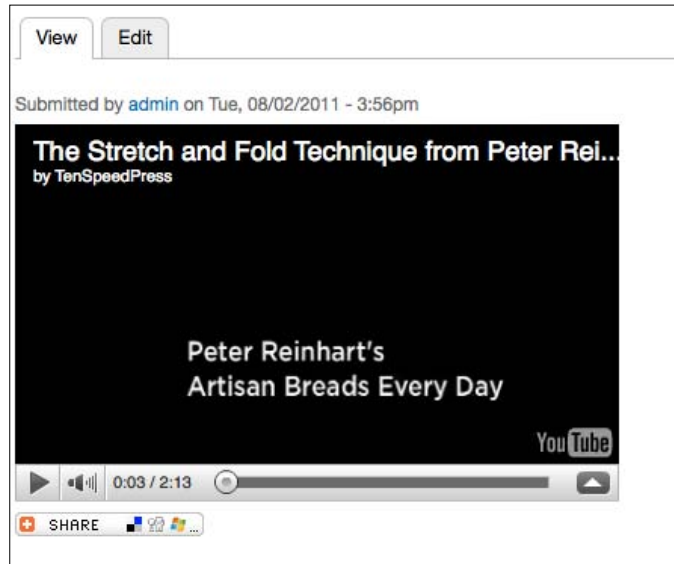 View Edit
Submitted by admin on Tue, 08/02/2011 - 3:56pm
The Stretch and Fold Technique from Peter Rei...
by TenSpeedPress
Peter Reinhart's
Artisan Breads Every Day
YouTube
0:03 / 2:13
SHARE ...